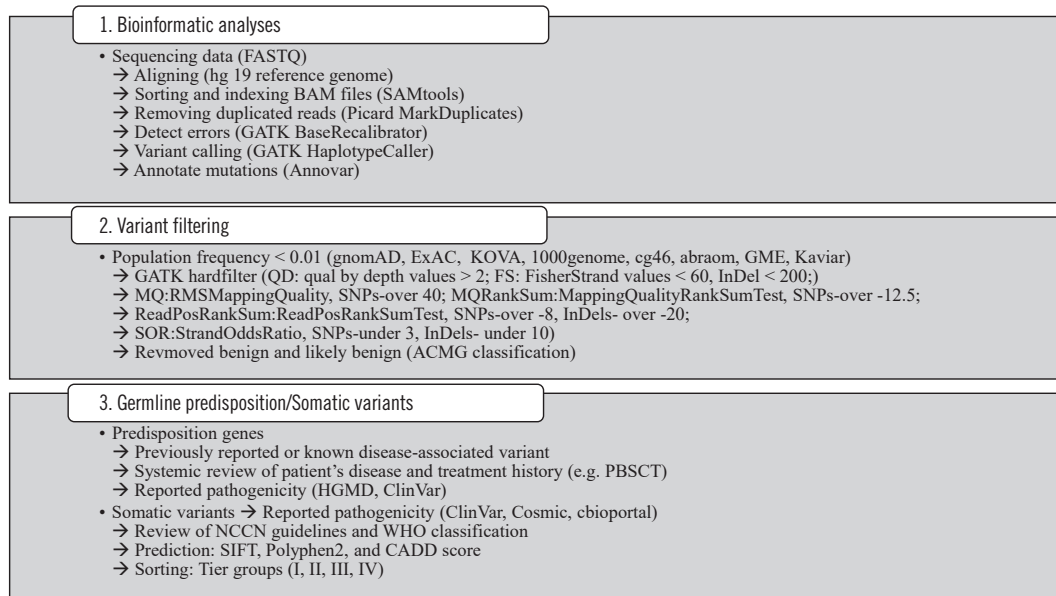 1. Bioinformatic analyses
• Sequencing data (FASTQ)
→ Aligning (hg 19 reference genome)
→ Sorting and indexing BAM files (SAMtools)
→ Removing duplicated reads (Picard MarkDuplicates)
→ Detect errors (GATK BaseRecalibrator)
→ Variant calling (GATK HaplotypeCaller)
→ Annotate mutations (Annovar)
2. Variant filtering
• Population frequency < 0.01 (gnomAD, ExAC, KOVA, 1000genome, cg46, abraom, GME, Kaviar)
→ GATK hardfilter (QD: qual by depth values > 2; FS: FisherStrand values < 60, InDel < 200;)
→ MQ:RMSMappingQuality, SNPs-over 40; MQRankSum:MappingQualityRankSumTest, SNPs-over -12.5;
→ ReadPosRankSum:ReadPosRankSumTest, SNPs-over -8, InDels- over -20;
→ SOR:StrandOddsRatio, SNPs-under 3, InDels- under 10)
→ Revmoved benign and likely benign (ACMG classification)
3. Germline predisposition/Somatic variants
• Predisposition genes
→ Previously reported or known disease-associated variant
→ Systemic review of patient's disease and treatment history (e.g. PBSCT)
→ Reported pathogenicity (HGMD, ClinVar)
• Somatic variants → Reported pathogenicity (ClinVar, Cosmic, cbioportal)
→ Review of NCCN guidelines and WHO classification
→ Prediction: SIFT, Polyphen2, and CADD score
→ Sorting: Tier groups (I, II, III, IV)